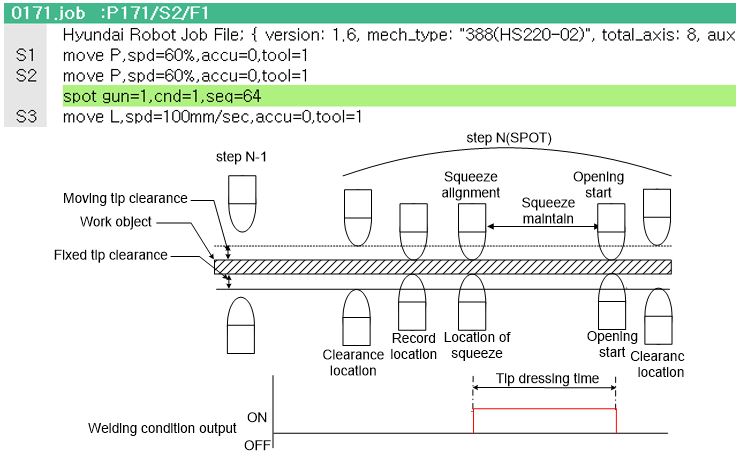 0171.job :P171/S2/F1
Hyundai Robot Job File; { version: 1.6, mech_type: "388(HS220-02)", total_axis: 8, aux
S1 move P,spd=60%,accu=0,tool=1
S2 move P,spd=60%,accu=0,tool=1
spot gun=1,cnd=1,seq=64
S3 move L,spd=100mm/sec,accu=0,tool=1
step N(SPOT)
step N-1
Squeeze
alignment
Opening
start
Squeeze
maintain
Moving tip clearance
Work object
Fixed tip clearance
Clearance
location
Record
location
Location of
squeeze
Opening
start
Clearanc
location
Tip dressing time
Welding condition output
ON
OFF